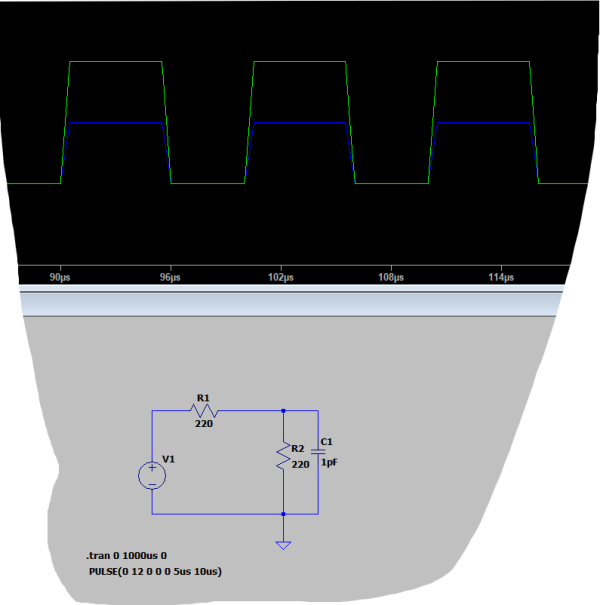 90µs 96µs 102µs 108µs 114µs
R1
220
V1
R2 C1
220 1pF
.tran 0 1000us 0
PULSE(0 12 0 0 0 5us 10us)